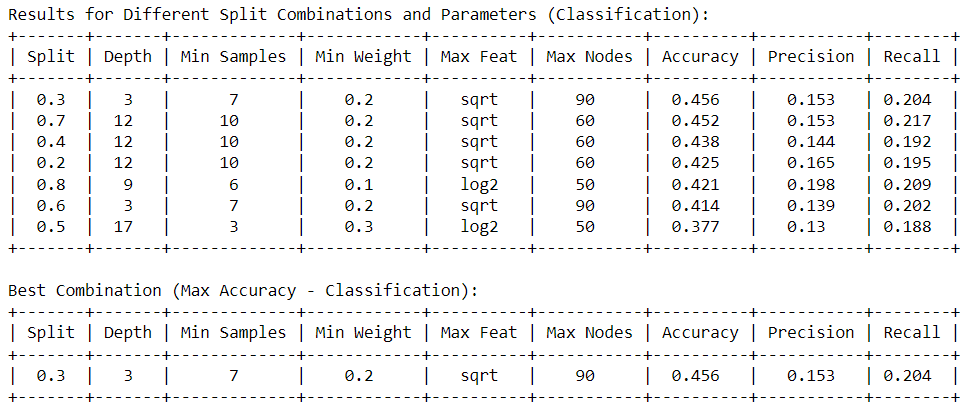 Results for Different Split Combinations and Parameters (Classification):
+-------+-------+-------------+------------+----------+-----------+----------+-----------+--------+
| Split | Depth | Min Samples | Min Weight | Max Feat | Max Nodes | Accuracy | Precision | Recall |
+-------+-------+-------------+------------+----------+-----------+----------+-----------+--------+
| 0.3 | 3 | 7 | 0.2 | sqrt | 90 | 0.456 | 0.153 | 0.204 |
| 0.7 | 12 | 10 | 0.2 | sqrt | 60 | 0.452 | 0.153 | 0.217 |
| 0.4 | 12 | 10 | 0.2 | sqrt | 60 | 0.438 | 0.144 | 0.192 |
| 0.2 | 12 | 10 | 0.2 | sqrt | 60 | 0.425 | 0.165 | 0.195 |
| 0.8 | 9 | 6 | 0.1 | log2 | 50 | 0.421 | 0.198 | 0.209 |
| 0.6 | 3 | 7 | 0.2 | sqrt | 90 | 0.414 | 0.139 | 0.202 |
| 0.5 | 17 | 3 | 0.3 | log2 | 50 | 0.377 | 0.13 | 0.188 |
+-------+-------+-------------+------------+----------+-----------+----------+-----------+--------+
Best Combination (Max Accuracy - Classification):
+-------+-------+-------------+------------+----------+-----------+----------+-----------+--------+
| Split | Depth | Min Samples | Min Weight | Max Feat | Max Nodes | Accuracy | Precision | Recall |
+-------+-------+-------------+------------+----------+-----------+----------+-----------+--------+
| 0.3 | 3 | 7 | 0.2 | sqrt | 90 | 0.456 | 0.153 | 0.204 |
+-------+-------+-------------+------------+----------+-----------+----------+-----------+--------+